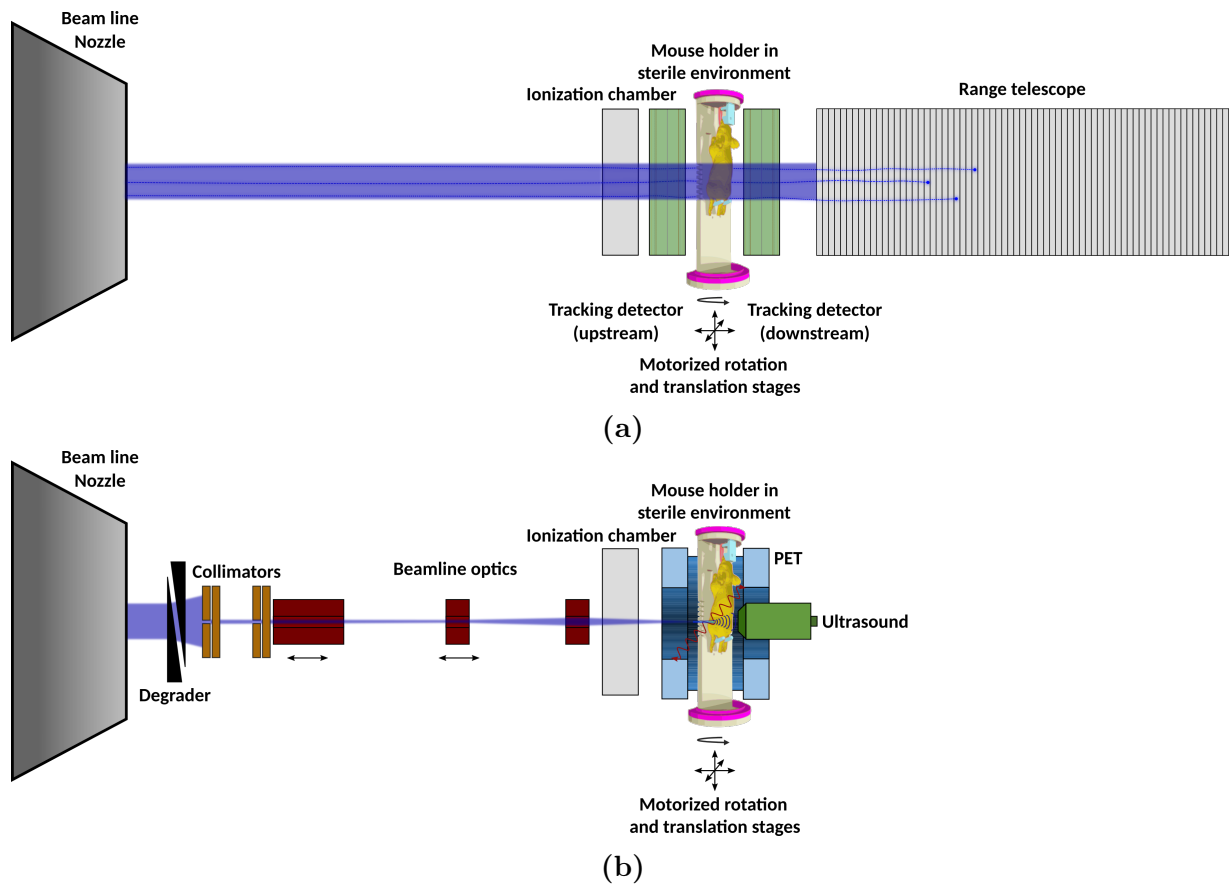 Beam line
Nozzle
Mouse holder in
sterile environment
Ionization chamber
Range telescope
Tracking detector
(upstream)
Tracking detector
(downstream)
Motorized rotation
and translation stages
(a)
Beam line
Nozzle
Mouse holder in
sterile environment
Ionization chamber
PET
Collimators
Beamline optics
Ultrasound
Degrader
Motorized rotation
and translation stages
(b)